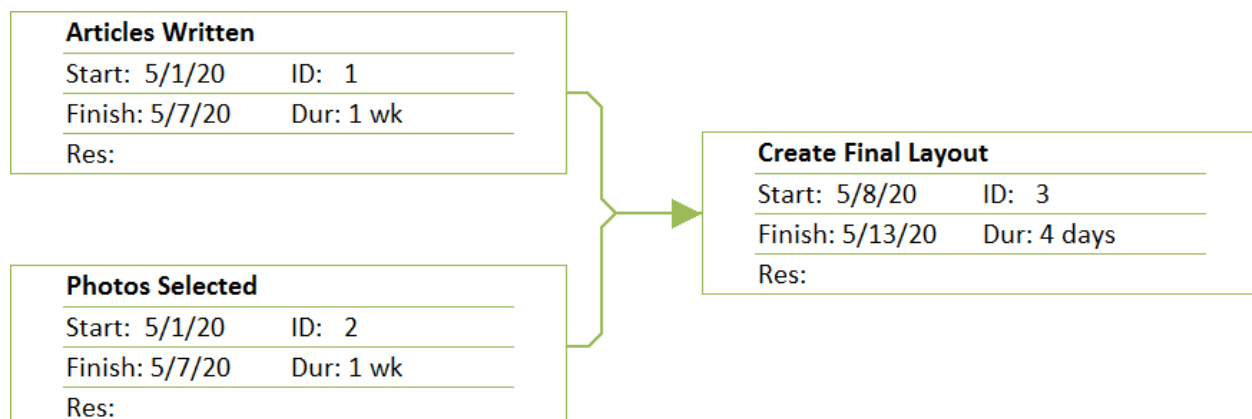 Articles Written
Start: 5/1/20 ID: 1
Finish: 5/7/20 Dur: 1 wk
Res:
Photos Selected
Start: 5/1/20 ID: 2
Finish: 5/7/20 Dur: 1 wk
Res:
Create Final Layout
Start: 5/8/20 ID: 3
Finish: 5/13/20 Dur: 4 days
Res: